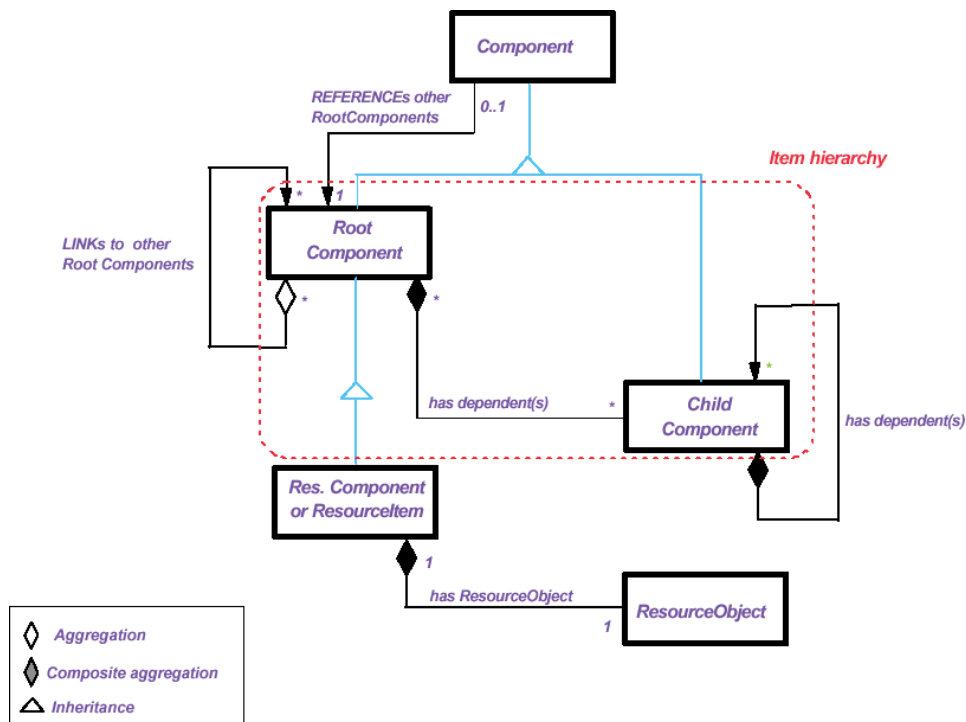 Component
REFERENCEs other
RootComponents
0..1
Item hierarchy
*
1
Root
Component
LINKs to  other
Root Components
*
*
*
has dependent(s)
*
Child
Component
has dependent(s)
Res. Component
or ResourceItem
1
has ResourceObject
1
ResourceObject
Aggregation
Composite aggregation
Inheritance